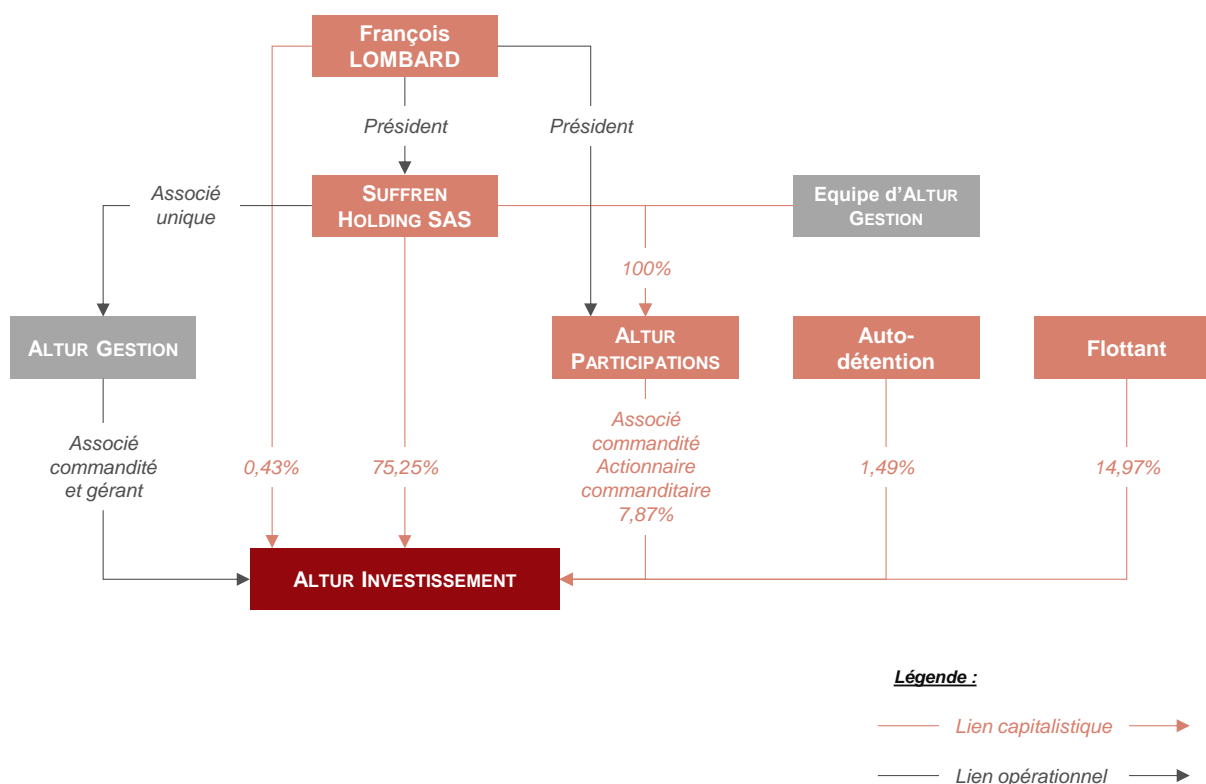 François
LOMBARD
Président
Président
Associé
unique
SUFFREN
HOLDING SAS
Equipe d'ALTUR
GESTION
100%
ALTUR GESTION
ALTUR
PARTICIPATIONS
Auto-
détention
Flottant
Associé
commandité
et gérant
0,43%
75,25%
Associé
commandité
Actionnaire
commanditaire
7,87%
1,49%
14,97%
ALTUR INVESTISSEMENT
Légende :
Lien capitalistique
Lien opérationnel